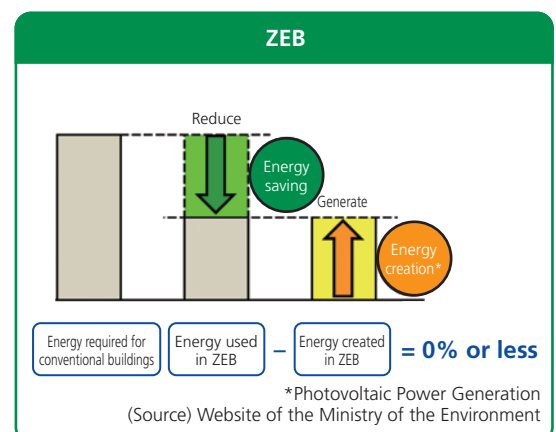 ZEB
Reduce
Energy
saving
Generate
Energy
creation*
Energy required for
conventional buildings
Energy used
in ZEB
–
Energy created
in ZEB
= 0% or less
*Photovoltaic Power Generation
(Source) Website of the Ministry of the Environment